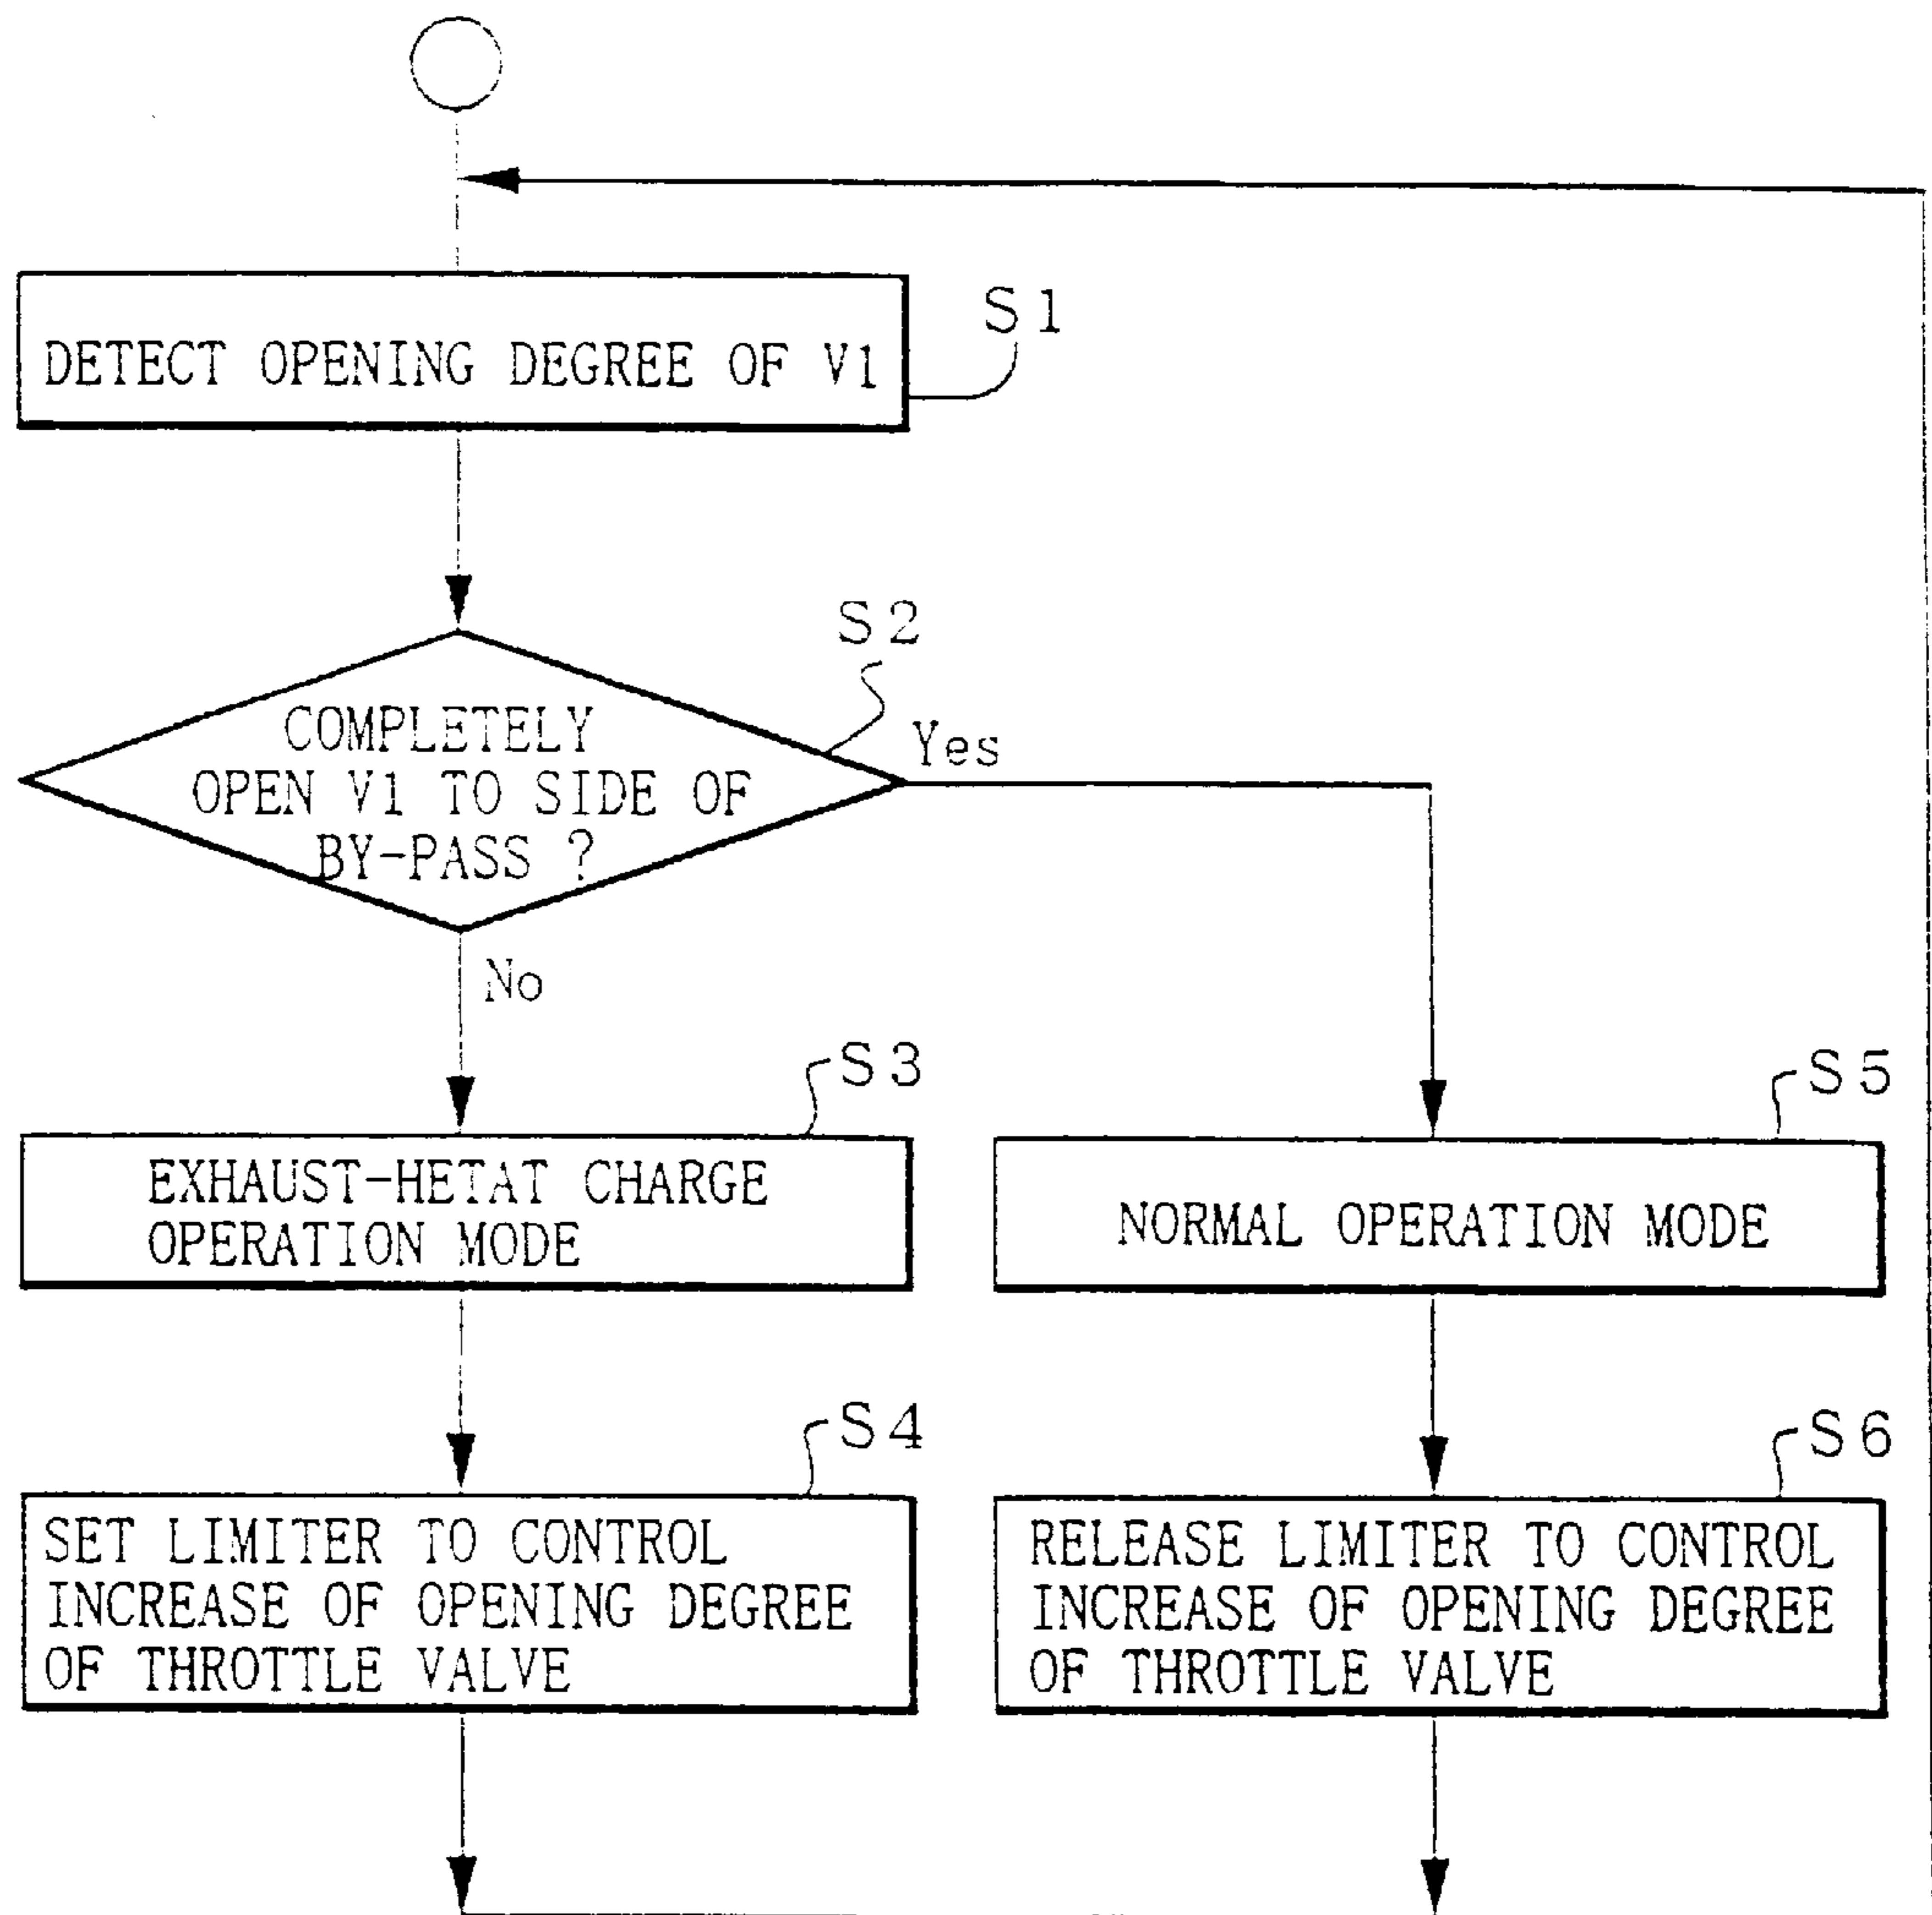 S1
DETECT OPENING DEGREE OF V1
S2
COMPLETELY
OPEN V1 TO SIDE OF
BY-PASS ?
Yes
No
S3
EXHAUST-HETAT CHARGE
OPERATION MODE
S5
NORMAL OPERATION MODE
S4
SET LIMITER TO CONTROL
INCREASE OF OPENING DEGREE
OF THROTTLE VALVE
S6
RELEASE LIMITER TO CONTROL
INCREASE OF OPENING DEGREE
OF THROTTLE VALVE